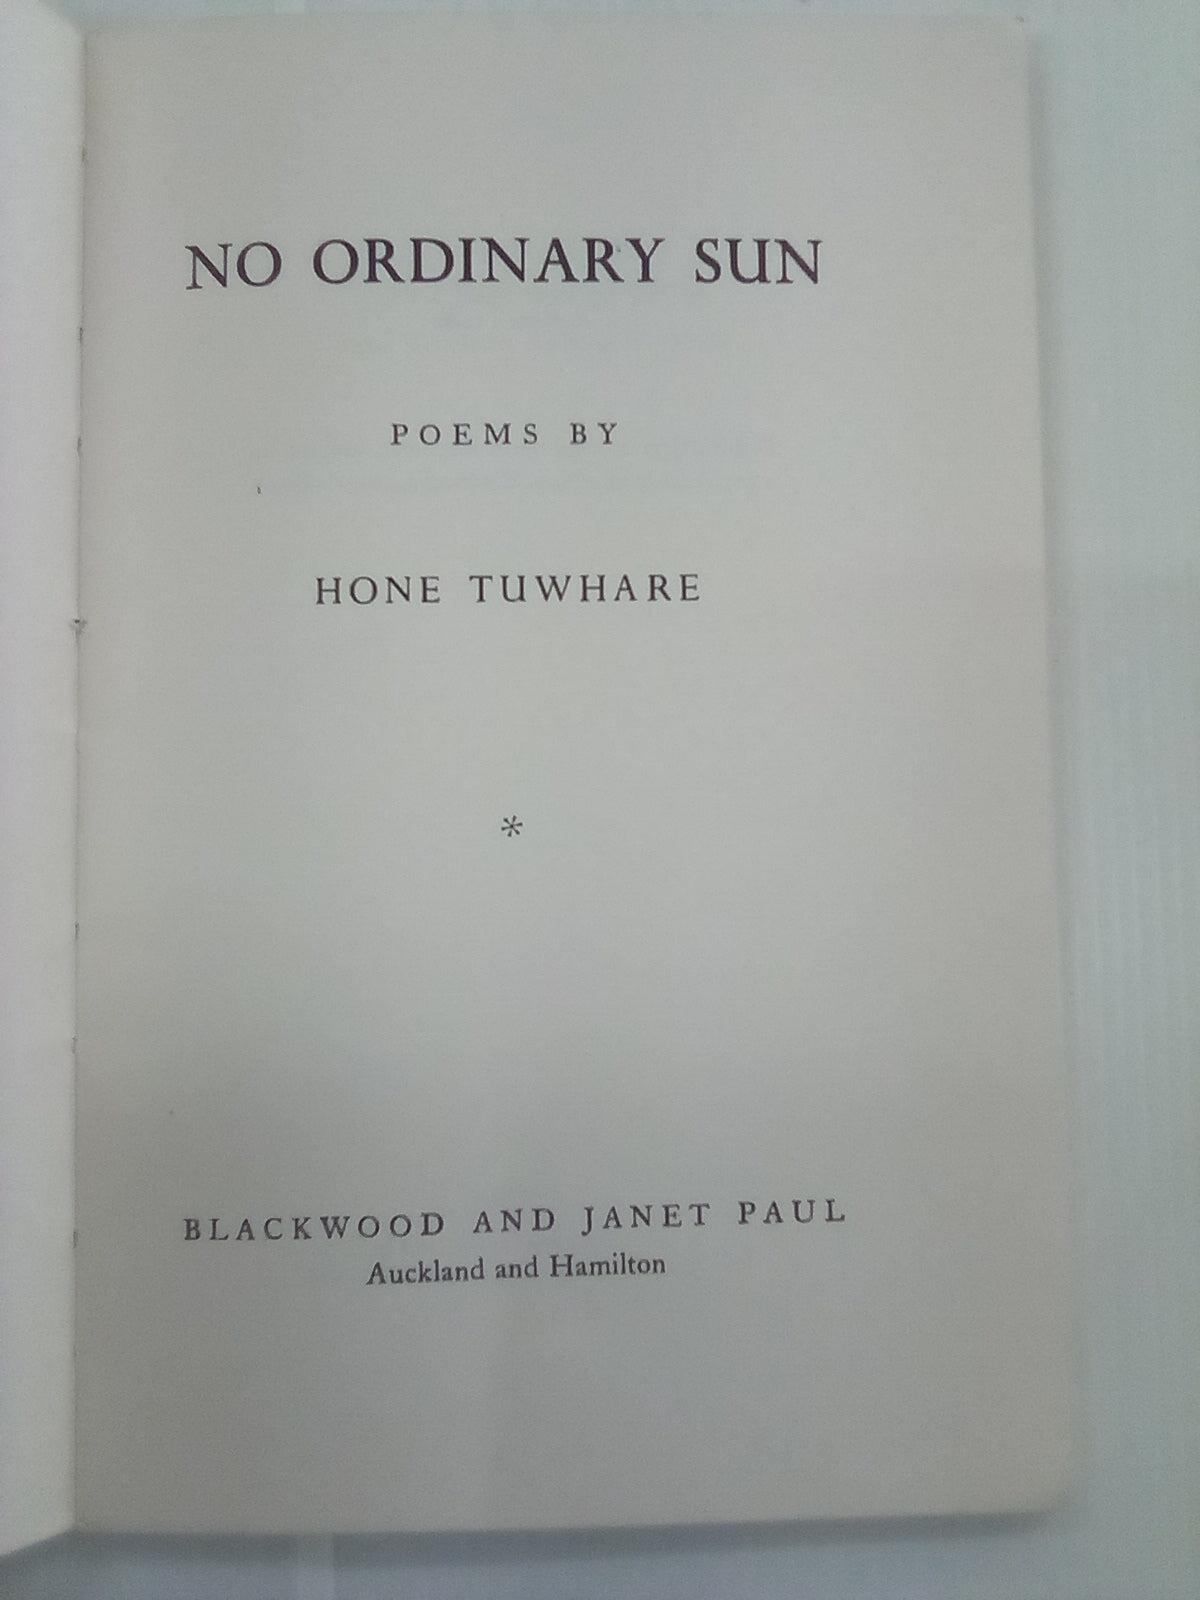 NO ORDINARY SUN
POEMS BY
HONE TUWHARE
*
BLACKWOOD AND JANET PAUL
Auckland and Hamilton